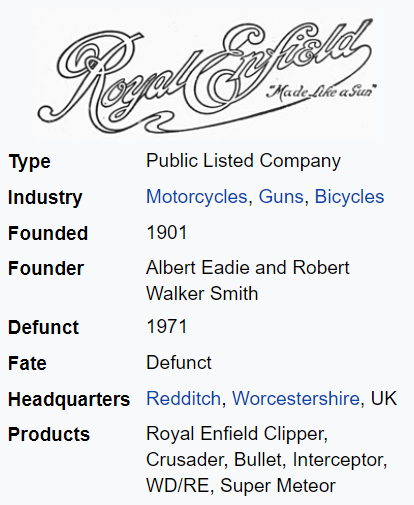 Royal Enfield
"Made Like a Gun"
Type Public Listed Company
Industry Motorcycles, Guns, Bicycles
Founded 1901
Founder Albert Eadie and Robert
Walker Smith
Defunct 1971
Fate Defunct
Headquarters Redditch, Worcestershire, UK
Products Royal Enfield Clipper,
Crusader, Bullet, Interceptor,
WD/RE, Super Meteor